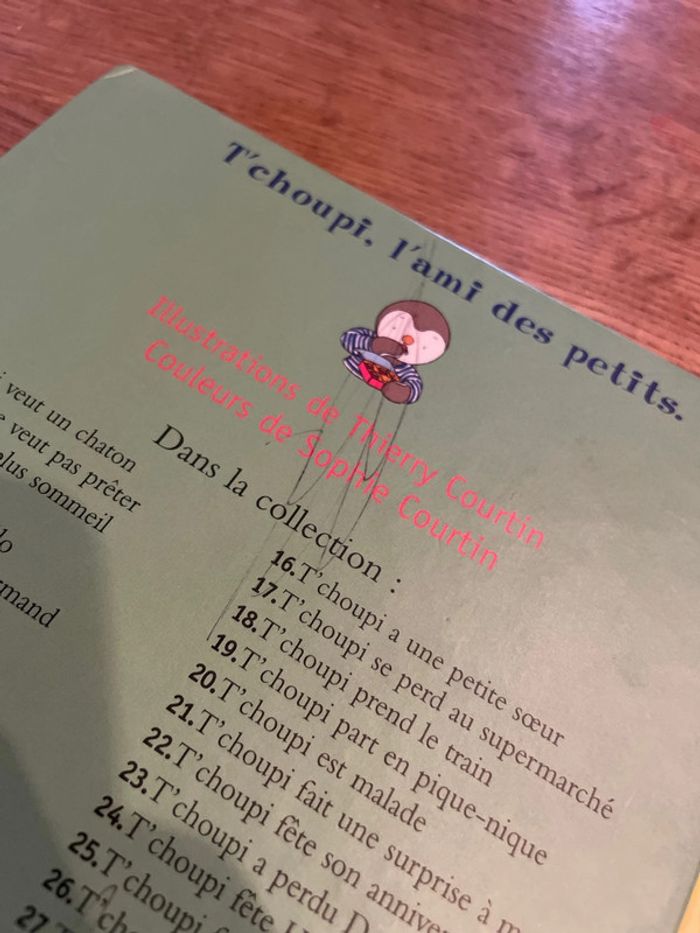 T'choupi, l'ami des petits.
Illustrations de Thierry Courtin
Couleurs de Sophie Courtin
Dans la collection :
veut un chaton
veut pas prêter
plus sommeil
16.T'choupi a une petite sœur
17.T'choupi se perd au supermarché
18.T'choupi prend le train
19.T'choupi part en pique-nique
20.T'choupi est malade
21.T'choupi fait une surprise à
22.T'choupi fête son
23.T'choupi a perdu
24.T'choupi fête
25.T'choupi
26.
27